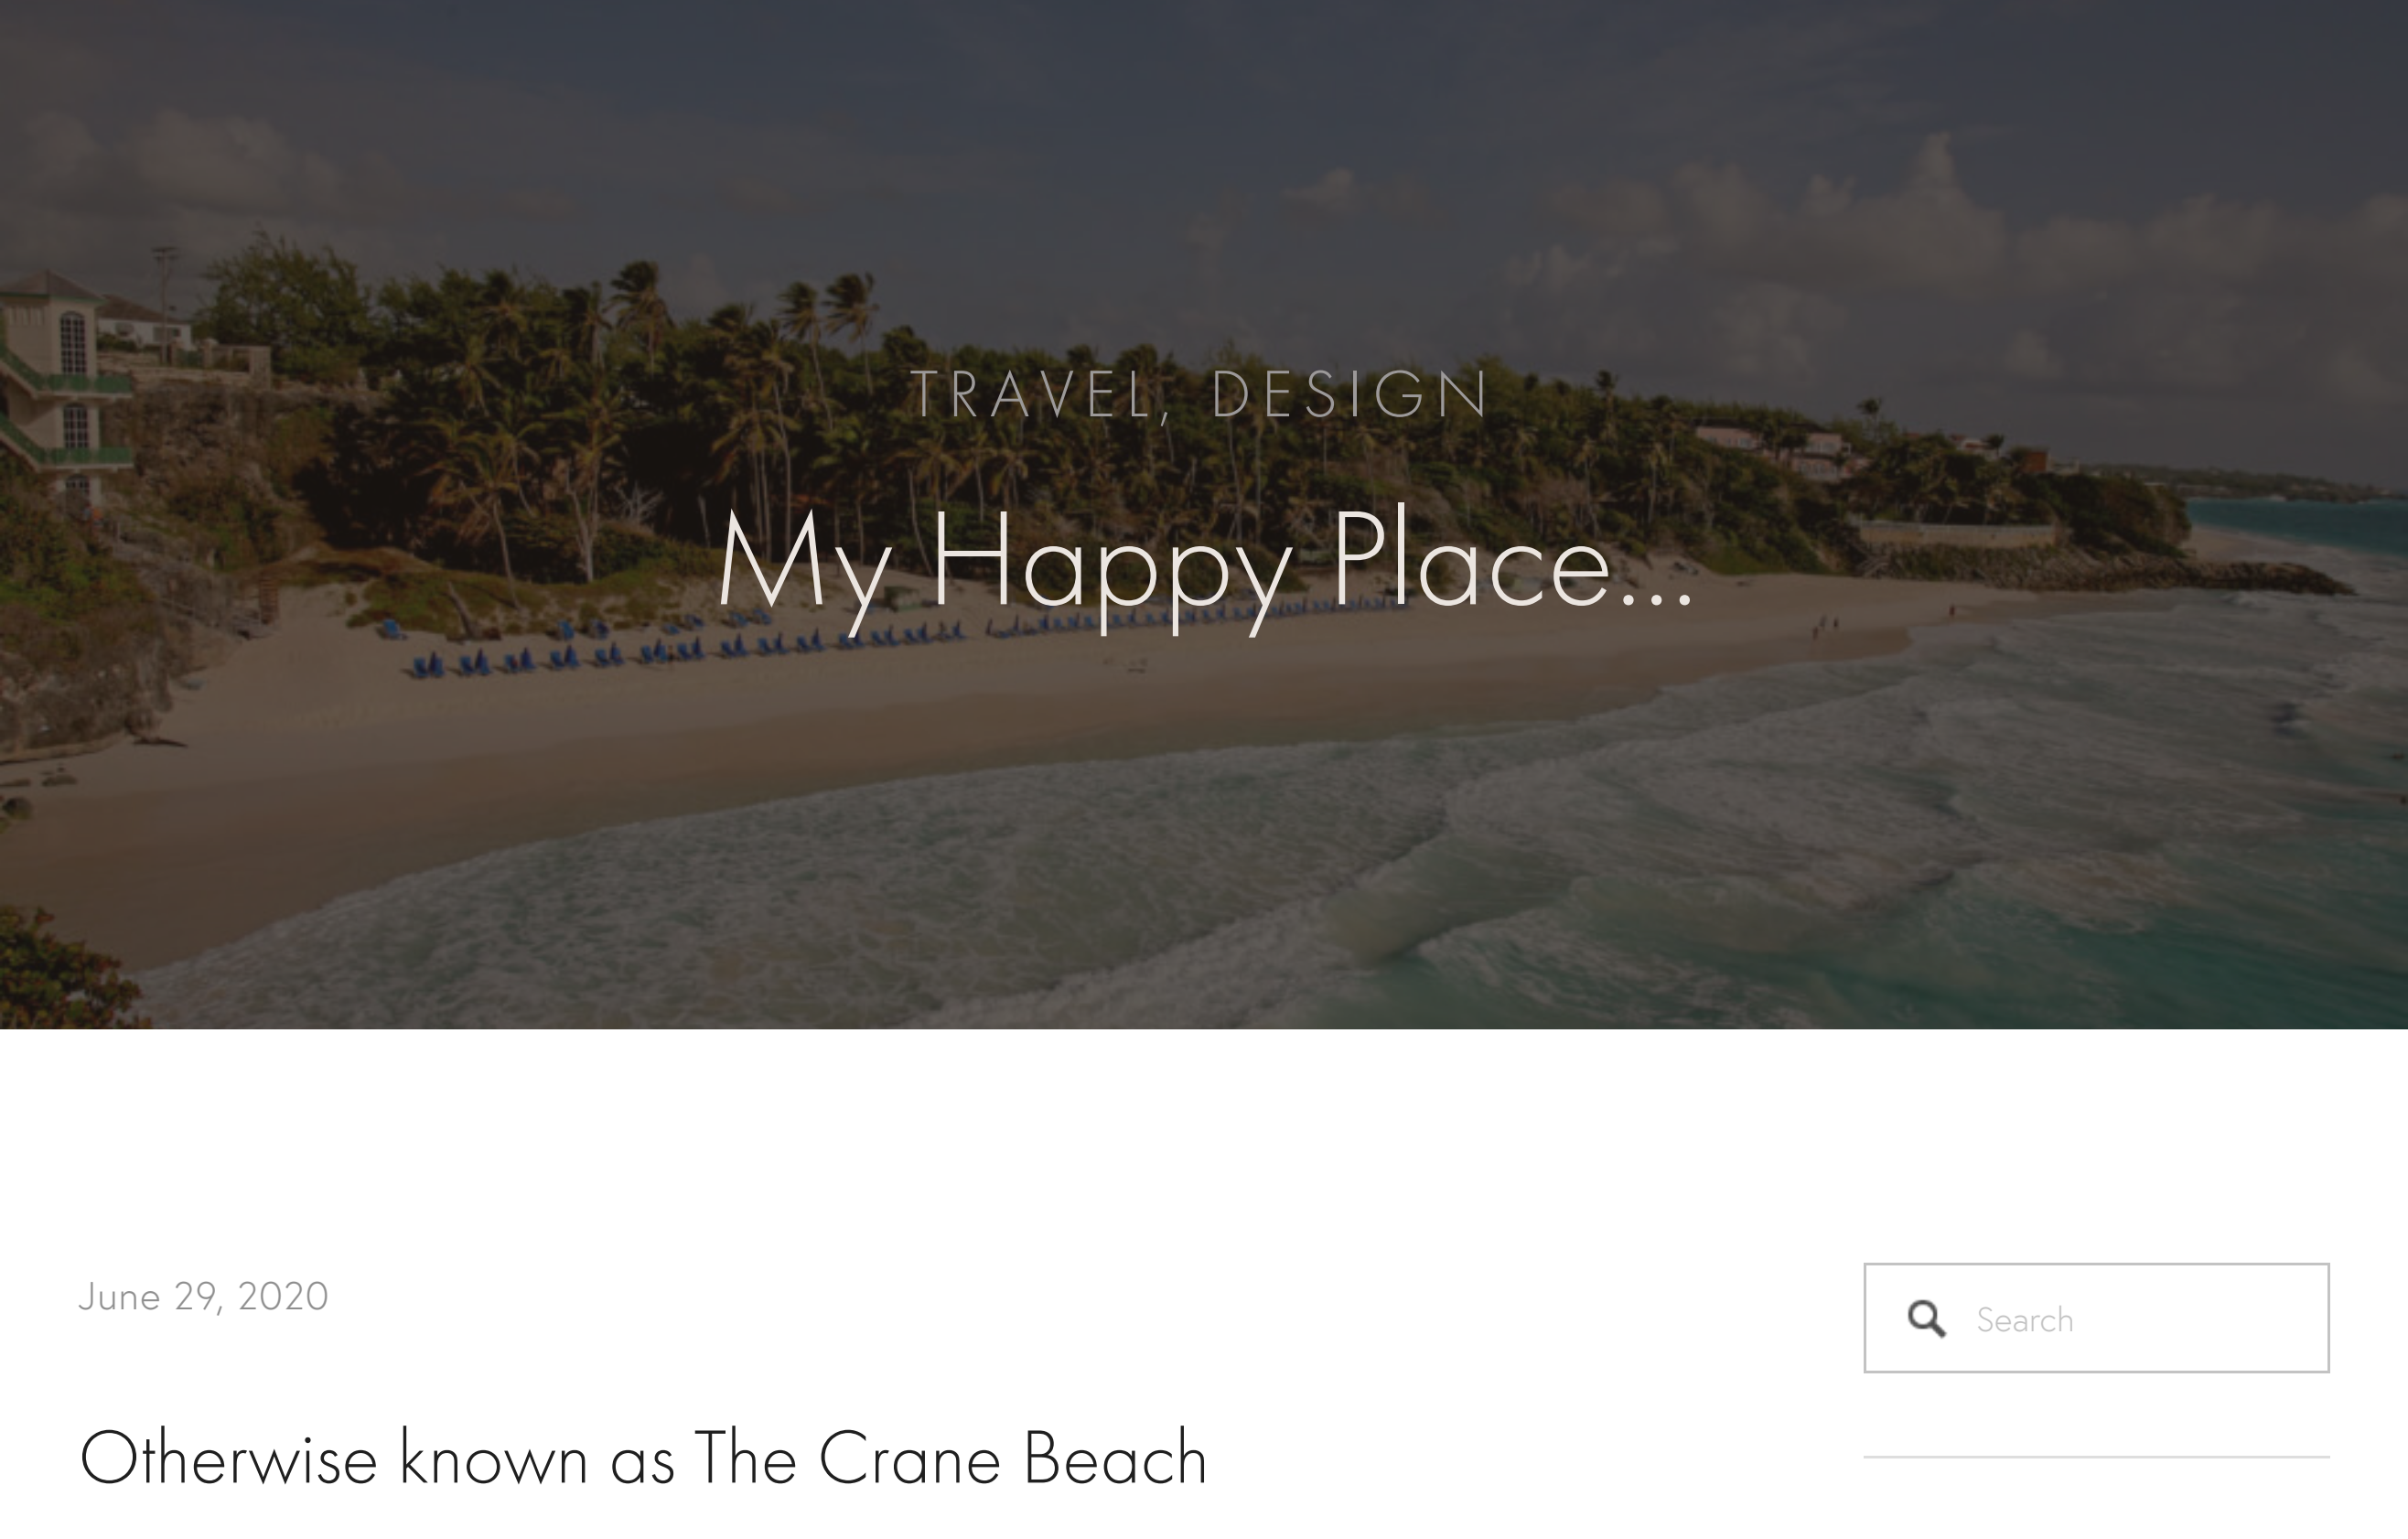 TRAVEL, DESIGN
My Happy Place...
June 29, 2020
Search
Otherwise known as The Crane Beach